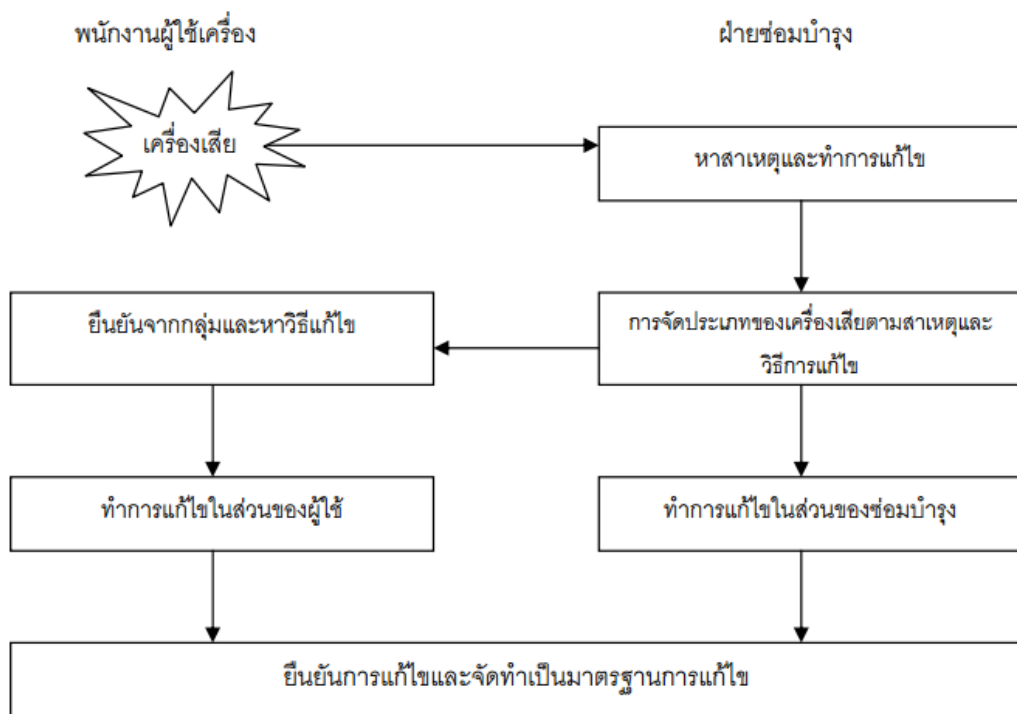 พนักงานผู้ใช้เครื่อง
ฝ่ายซ่อมบำรุง
เครื่องเสีย
หาสาเหตุและทำการแก้ไข
ยืนยันจากกลุ่มและหาวิธีแก้ไข
การจัดประเภทของเครื่องเสียตามสาเหตุและ
วิธีการแก้ไข
ทำการแก้ไขในส่วนของผู้ใช้
ทำการแก้ไขในส่วนของซ่อมบำรุง
ยืนยันการแก้ไขและจัดทำเป็นมาตรฐานการแก้ไข